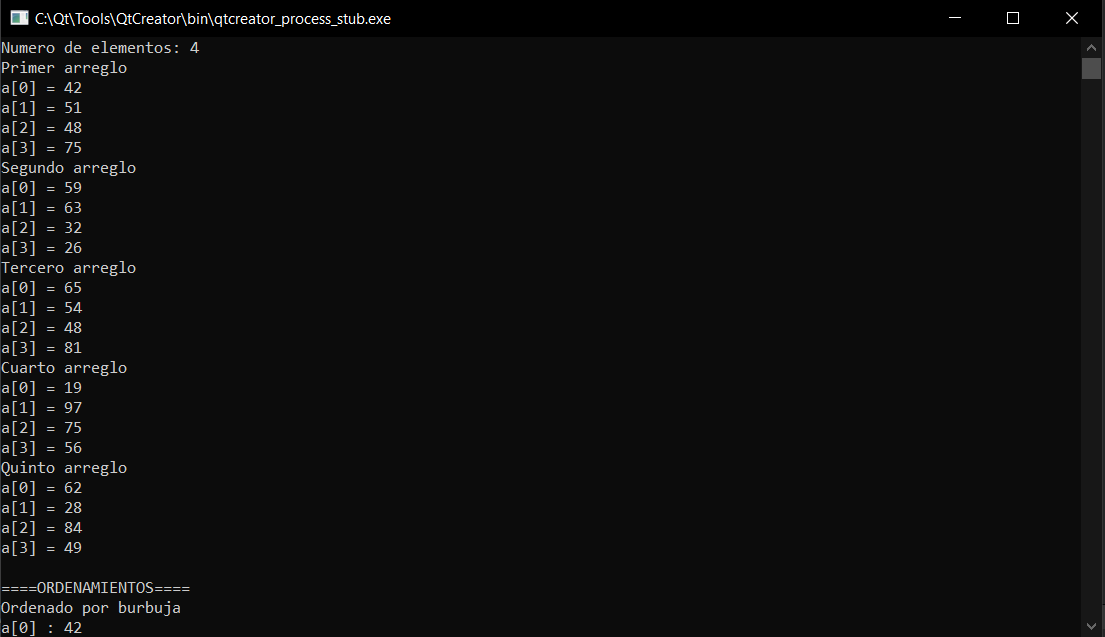 C:\Qt\Tools\QtCreator\bin\qtcreator_process_stub.exe
Numero de elementos: 4
Primer arreglo
a[0] = 42
a[1] = 51
a[2] = 48
a[3] = 75
Segundo arreglo
a[0] = 59
a[1] = 63
a[2] = 32
a[3] = 26
Tercero arreglo
a[0] = 65
a[1] = 54
a[2] = 48
a[3] = 81
Cuarto arreglo
a[0] = 19
a[1] = 97
a[2] = 75
a[3] = 56
Quinto arreglo
a[0] = 62
a[1] = 28
a[2] = 84
a[3] = 49
====ORDENAMIENTOS====
Ordenado por burbuja
a[0] : 42